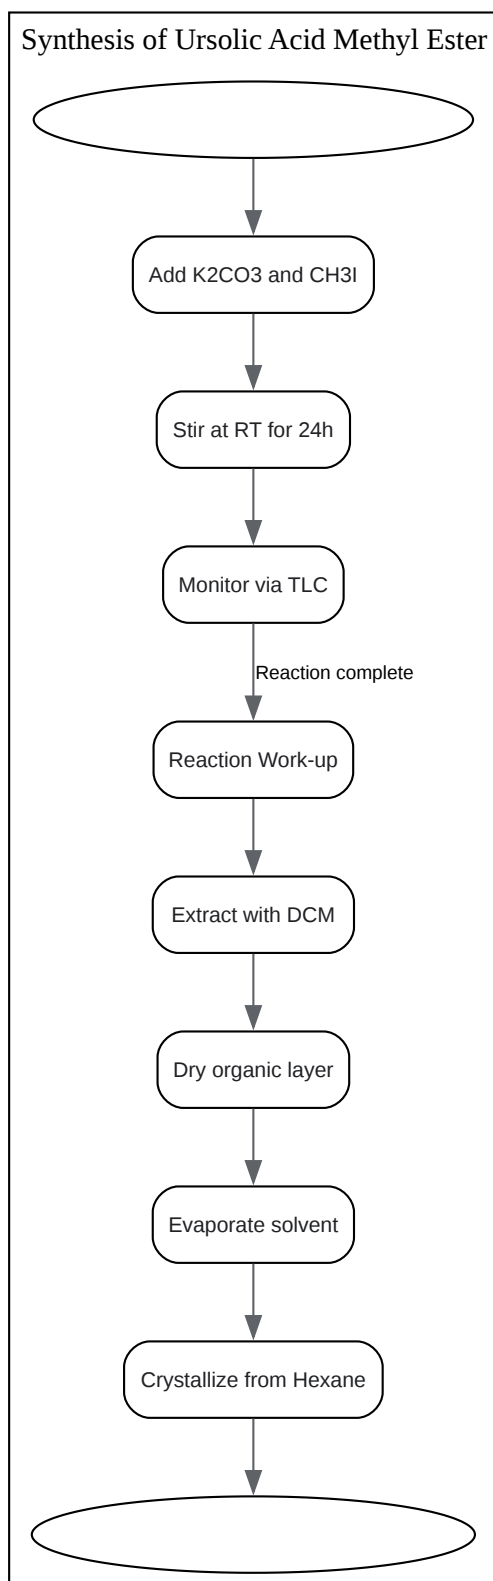 Synthesis of Ursolic Acid Methyl Ester
Add K2CO3 and CH3I
Stir at RT for 24h
Monitor via TLC
Reaction complete
Reaction Work-up
Extract with DCM
Dry organic layer
Evaporate solvent
Crystallize from Hexane